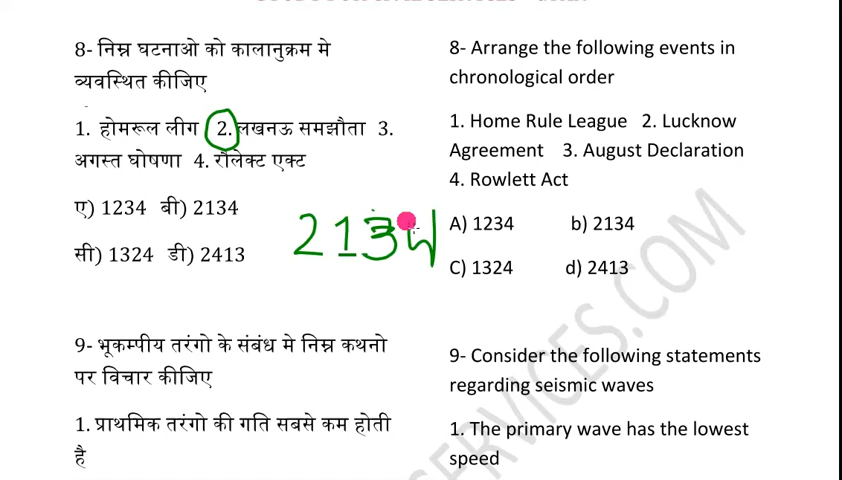 8- निम्न घटनाओ को कालानुक्रम मे
व्यवस्थित कीजिए
1. होमरूल लीग 2. लखनऊ समझौता 3.
अगस्त घोषणा 4. रौलेक्ट एक्ट
ए) 1234 बी) 2134
सी) 1324 डी) 2413
2134
9- भूकम्पीय तरंगो के संबंध मे निम्न कथनो
पर विचार कीजिए
1. प्राथमिक तरंगो की गति सबसे कम होती
है
8- Arrange the following events in
chronological order
1. Home Rule League 2. Lucknow
Agreement 3. August Declaration
4. Rowlett Act
A) 1234 b) 2134
C) 1324 d) 2413
9- Consider the following statements
regarding seismic waves
1. The primary wave has the lowest
speed
SERVICES.COM